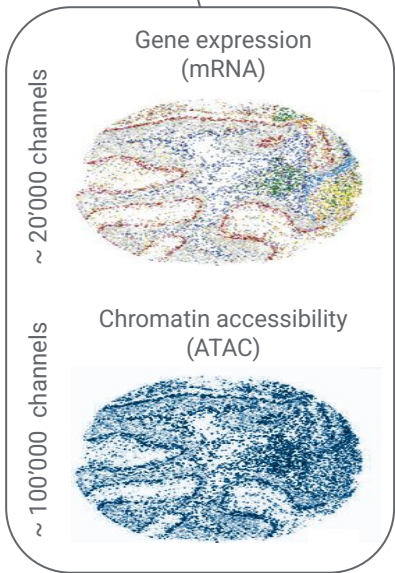 Gene expression
(mRNA)
~ 20'000 channels
Chromatin accessibility
(ATAC)
~ 100'000 channels